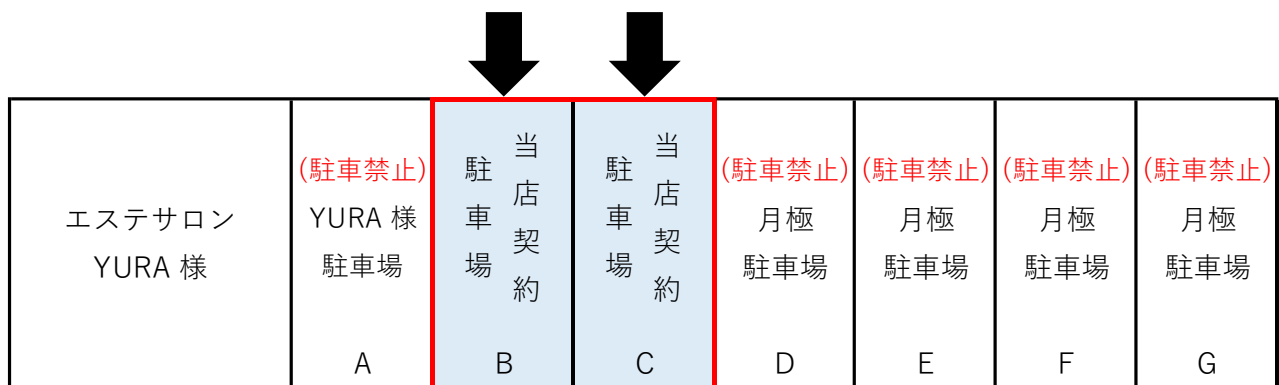 エステサロン
YURA 様
(駐車禁止)
YURA 様
駐車場
A
当店契約
駐車場
B
当店契約
駐車場
C
(駐車禁止)
月極
駐車場
D
(駐車禁止)
月極
駐車場
E
(駐車禁止)
月極
駐車場
F
(駐車禁止)
月極
駐車場
G